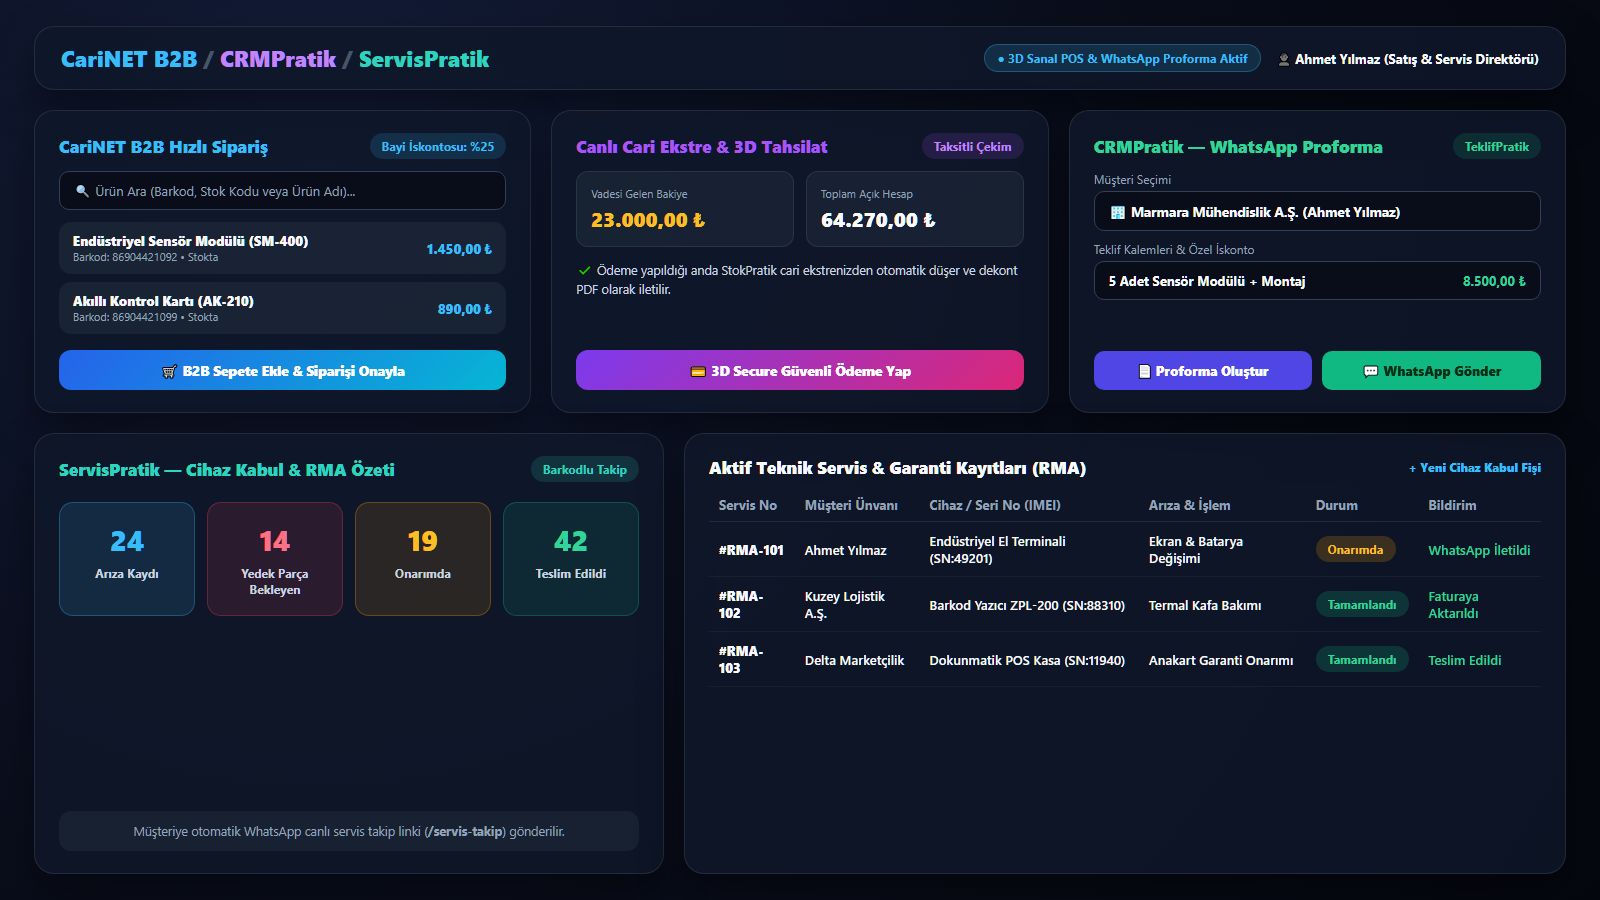 CariNET B2B / CRMPratik / ServisPratik
● 3D Sanal POS & WhatsApp Proforma Aktif
Ahmet Yılmaz (Satış & Servis Direktörü)
CariNET B2B Hızlı Sipariş
Bayi İskontosu: %25
Ürün Ara (Barkod, Stok Kodu veya Ürün Adı)...
Endüstriyel Sensör Modülü (SM-400)
Barkod: 86904421092 • Stokta
1.450,00 ₺
Akıllı Kontrol Kartı (AK-210)
Barkod: 86904421099 • Stokta
890,00 ₺
🛒 B2B Sepete Ekle & Siparişi Onayla
Canlı Cari Ekstre & 3D Tahsilat
Taksitli Çekim
Vadesi Gelen Bakiye
23.000,00 ₺
Toplam Açık Hesap
64.270,00 ₺
✓ Ödeme yapıldığı anda StokPratik cari ekstrenizden otomatik düşer ve dekont
PDF olarak iletilir.
💳 3D Secure Güvenli Ödeme Yap
CRMPratik — WhatsApp Proforma
TeklifPratik
Müşteri Seçimi
🏢 Marmara Mühendislik A.Ş. (Ahmet Yılmaz)
Teklif Kalemleri & Özel İskonto
5 Adet Sensör Modülü + Montaj
8.500,00 ₺
📄 Proforma Oluştur
💬 WhatsApp Gönder
ServisPratik — Cihaz Kabul & RMA Özeti
Barkodlu Takip
24
Arıza Kaydı
14
Yedek Parça
Bekleyen
19
Onarımda
42
Teslim Edildi
Müşteriye otomatik WhatsApp canlı servis takip linki (/servis-takip) gönderilir.
Aktif Teknik Servis & Garanti Kayıtları (RMA)
+ Yeni Cihaz Kabul Fişi
Servis No Müşteri Ünvanı Cihaz / Seri No (IMEI) Arıza & İşlem Durum Bildirim
#RMA-101
Ahmet Yılmaz
Endüstriyel El Terminali
(SN:49201)
Ekran & Batarya
Değişimi
Onarımda
WhatsApp İletildi
#RMA-
102
Kuzey Lojistik
A.Ş.
Barkod Yazıcı ZPL-200 (SN:88310)
Termal Kafa Bakımı
Tamamlandı
Faturaya
Aktarıldı
#RMA-
103
Delta Marketçilik
Dokunmatik POS Kasa (SN:11940)
Anakart Garanti Onarımı
Tamamlandı
Teslim Edildi